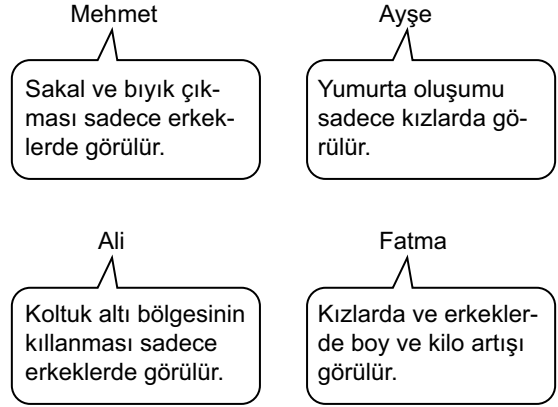 Mehmet
Sakal ve bıyık çık-
ması sadece erkek-
lerde görülür.
Ayşe
Yumurta oluşumu
sadece kızlarda gö-
rülür.
Ali
Koltuk altı bölgesinin
kıllanması sadece
erkeklerde görülür.
Fatma
Kızlarda ve erkekler-
de boy ve kilo artışı
görülür.